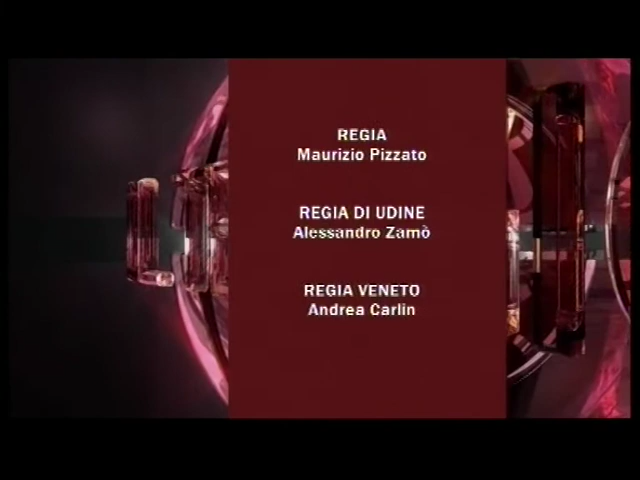 REGIA
Maurizio Pizzato
REGIA DI UDINE
Alessandro Zamò
REGIA VENETO
Andrea Carlin